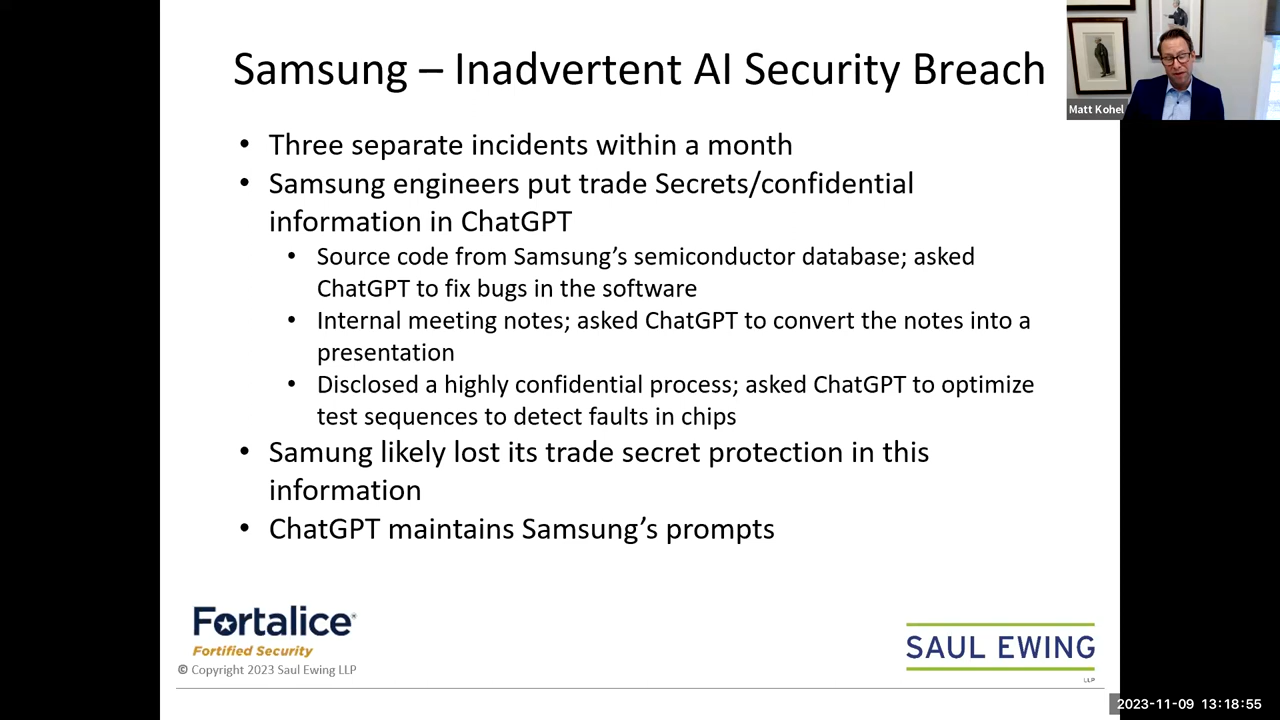 Samsung – Inadvertent AI Security Breach
Matt Kohel
• Three separate incidents within a month
• Samsung engineers put trade Secrets/confidential
information in ChatGPT
• Source code from Samsung’s semiconductor database; asked
ChatGPT to fix bugs in the software
• Internal meeting notes; asked ChatGPT to convert the notes into a
presentation
• Disclosed a highly confidential process; asked ChatGPT to optimize
test sequences to detect faults in chips
• Samung likely lost its trade secret protection in this
information
• ChatGPT maintains Samsung’s prompts
Fortalice®
Fortified Security
© Copyright 2023 Saul Ewing LLP
SAUL EWING
LLP
2023-11-09 13:18:55